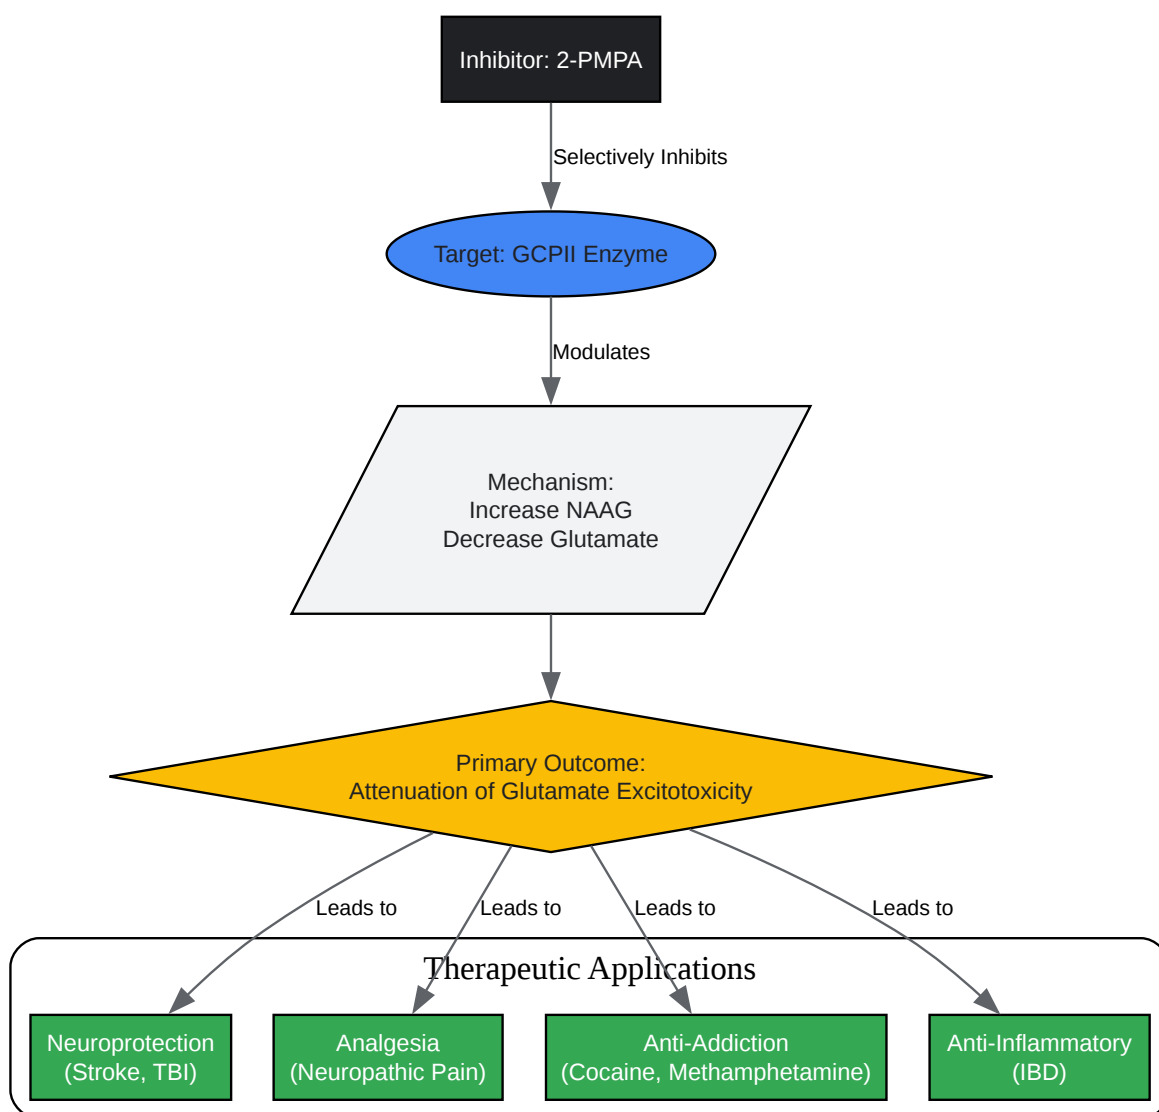 Inhibitor: 2-PMPA
Selectively Inhibits
Target: GCPII Enzyme
Modulates
Mechanism:
Increase NAAG
Decrease Glutamate
Primary Outcome:
Attenuation of Glutamate Excitotoxicity
Leads to
Leads to
Leads to
Leads to
Therapeutic Applications
Neuroprotection
(Stroke, TBI)
Analgesia
(Neuropathic Pain)
Anti-Addiction
(Cocaine, Methamphetamine)
Anti-Inflammatory
(IBD)